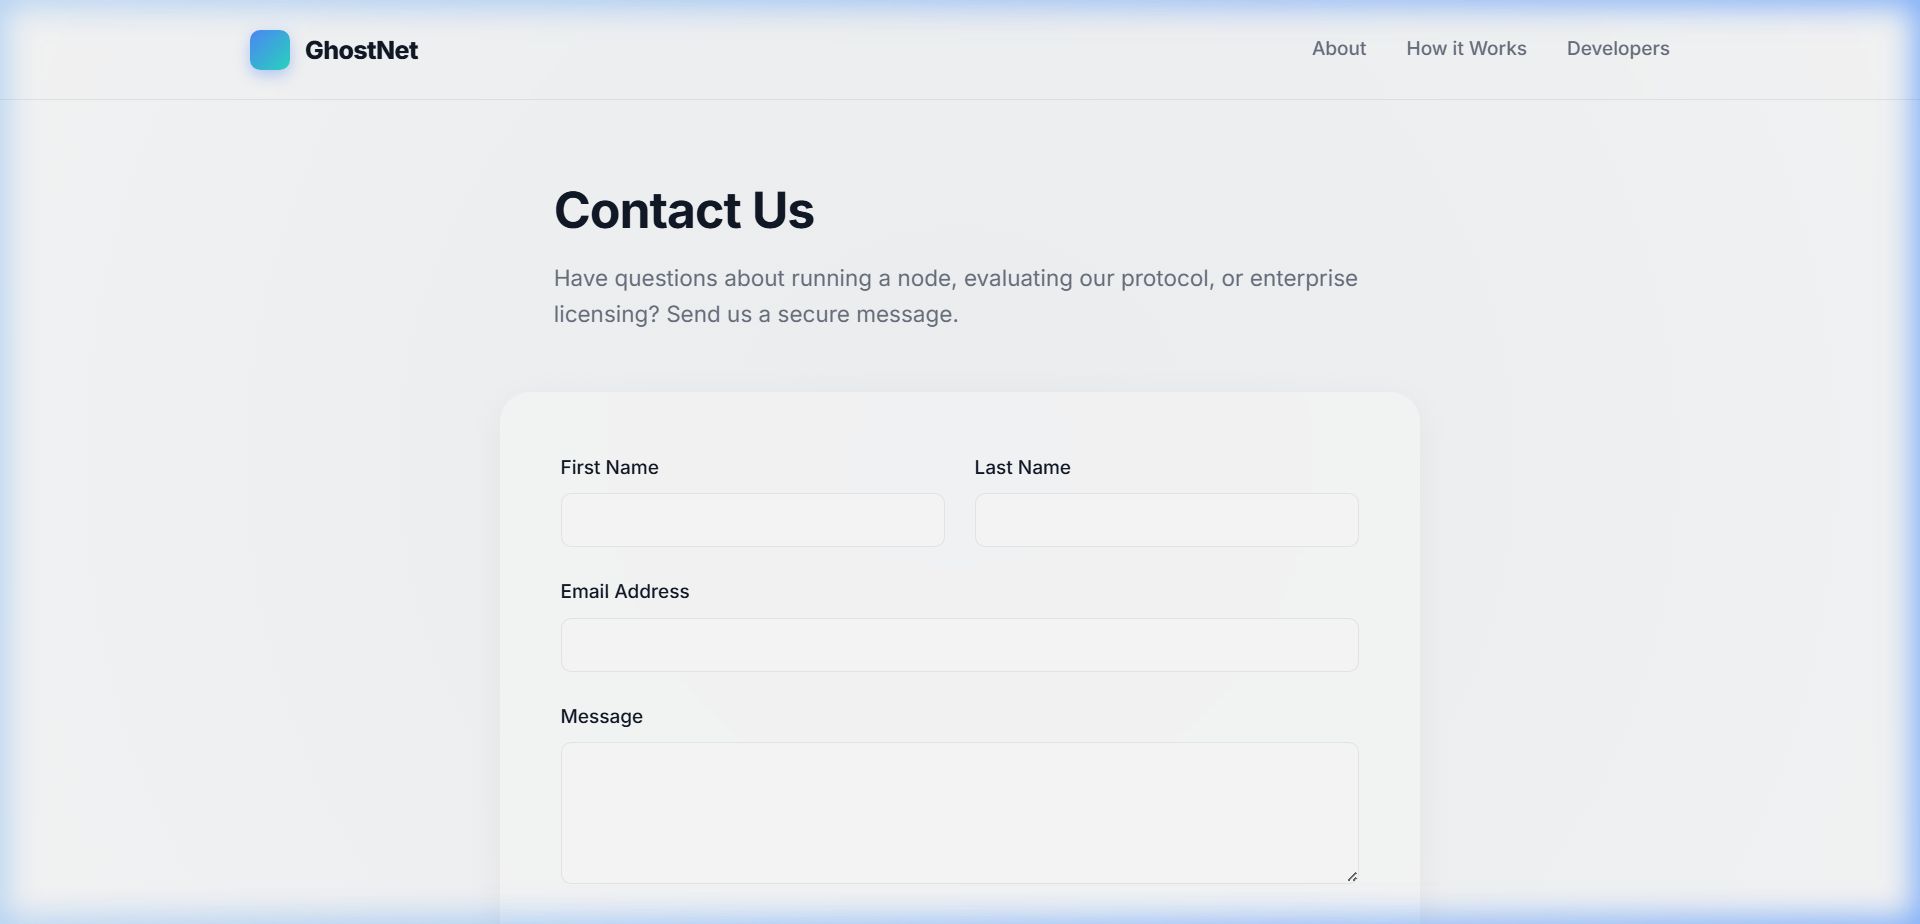 GhostNet
About
How it Works
Developers
Contact Us
Have questions about running a node, evaluating our protocol, or enterprise
licensing? Send us a secure message.
First Name
Last Name
Email Address
Message